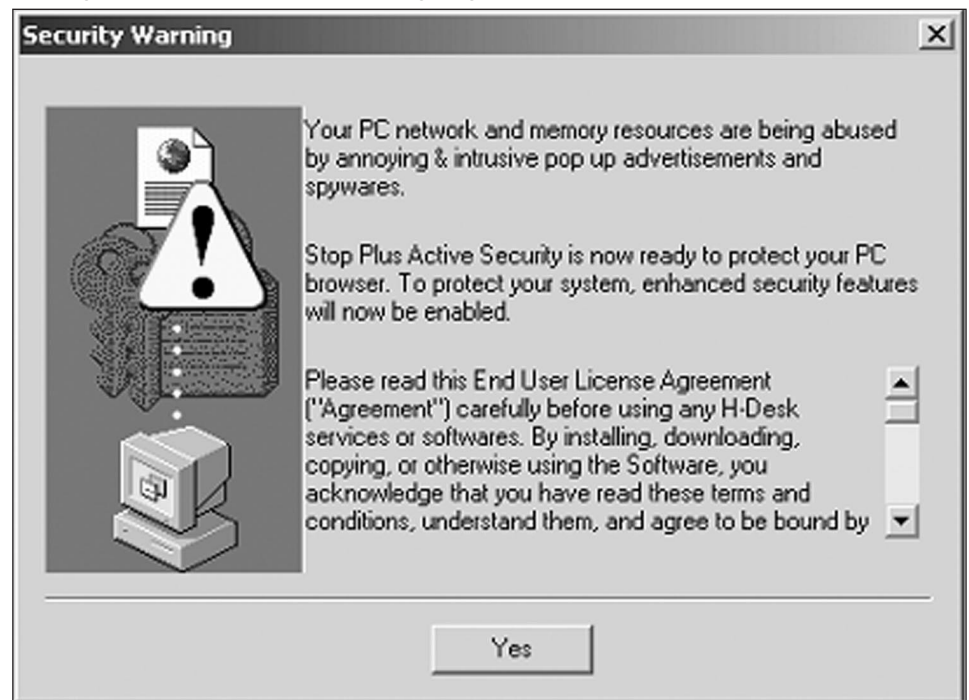 Security Warning
Your PC network and memory resources are being abused
by annoying & intrusive pop up advertisements and
spywares.
Stop Plus Active Security is now ready to protect your PC
browser. To protect your system, enhanced security features
will now be enabled.
Please read this End User License Agreement
("Agreement") carefully before using any H-Desk
services or softwares. By installing, downloading,
copying, or otherwise using the Software, you
acknowledge that you have read these terms and
conditions, understand them, and agree to be bound by
Yes